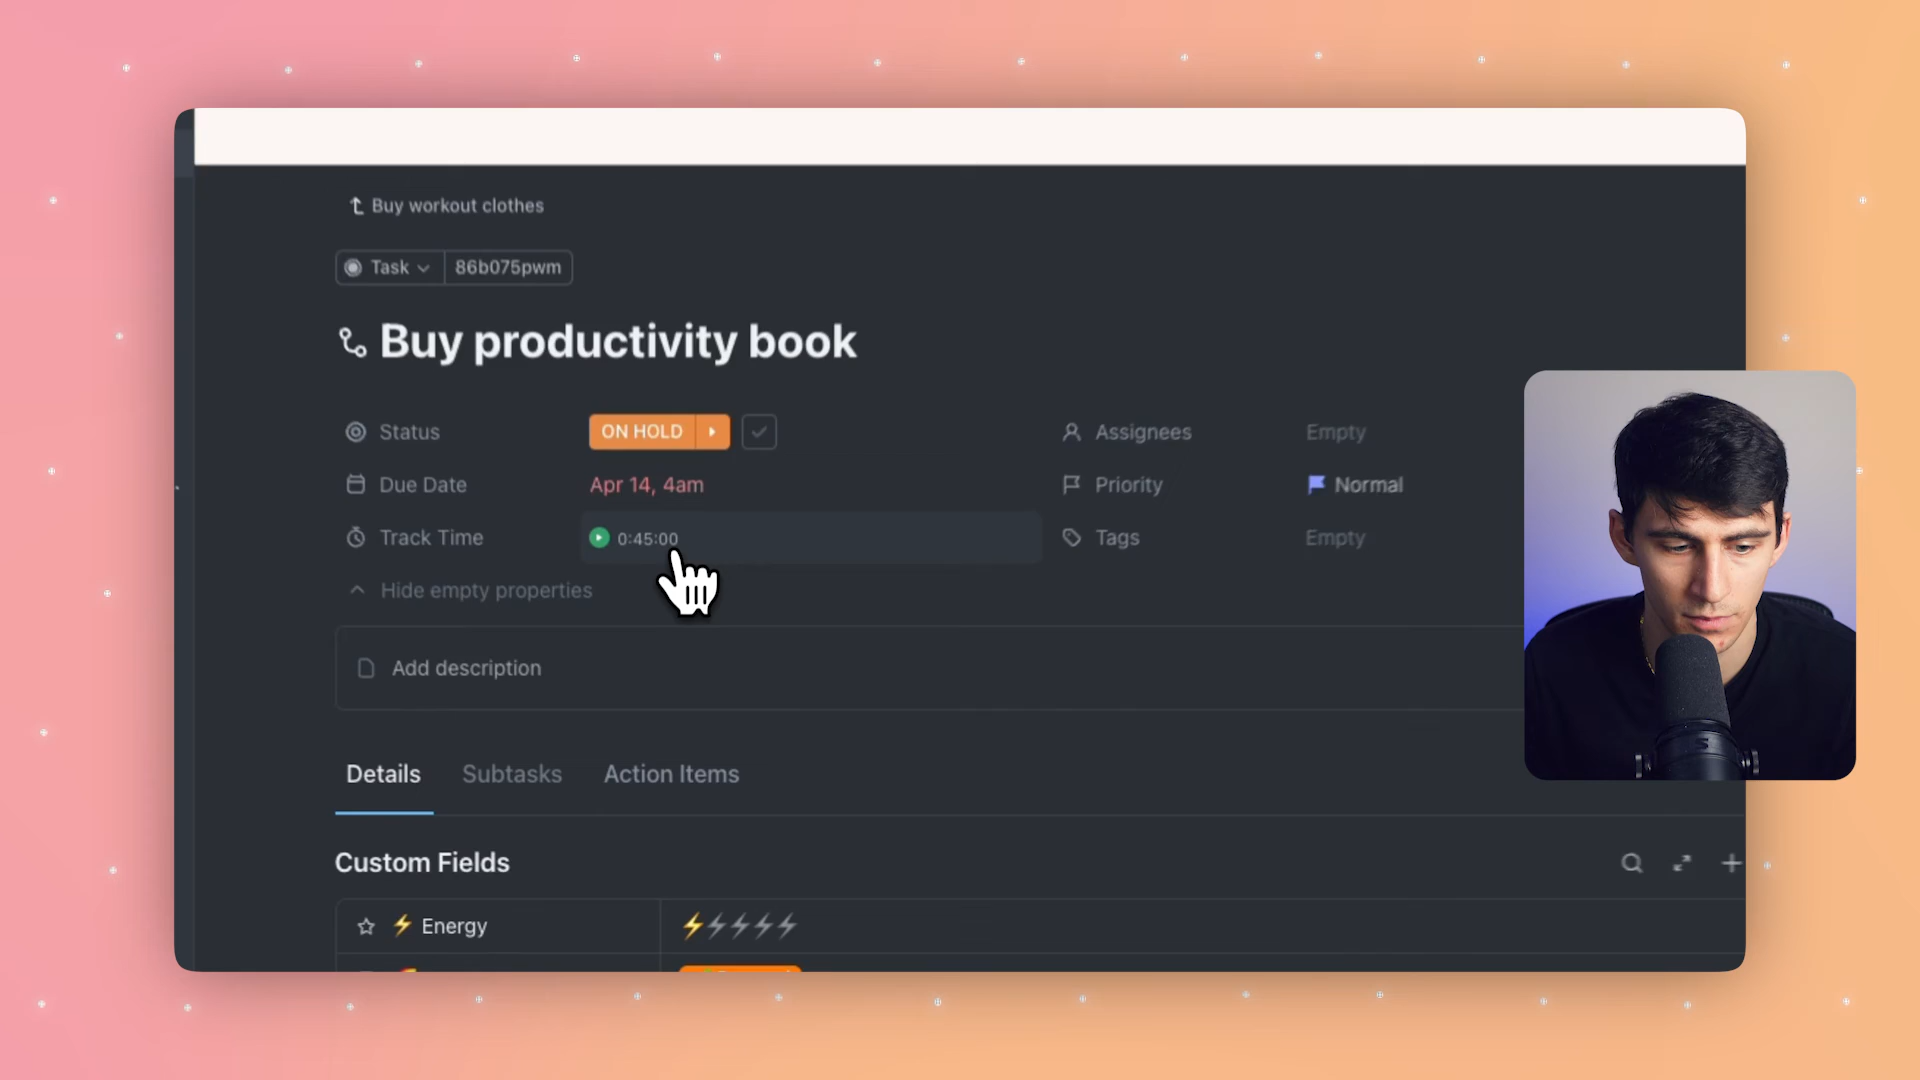 Buy workout clothes
Task 86b075pwm
Buy productivity book
Status ON HOLD Assignees Empty
Due Date Apr 14, 4am Priority Normal
Track Time 0:45:00 Tags Empty
Hide empty properties
Add description
Details Subtasks Action Items
Custom Fields
Energy